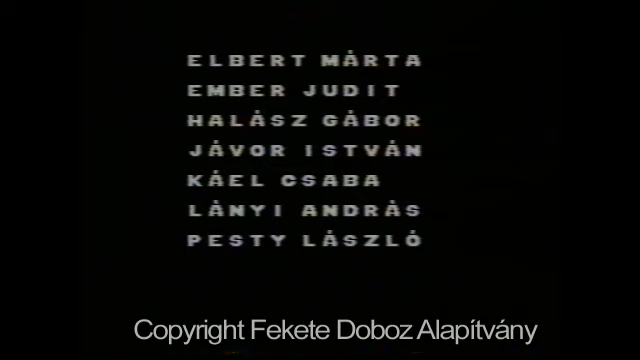 ELBERT MÁRTA
EMBER JUDIT
HALÁSZ GÁBOR
JÁVOR ISTVÁN
KÁEL CSABA
LÁNYI ANDRÁS
PESTY LÁSZLÓ
Copyright Fekete Doboz Alapítvány